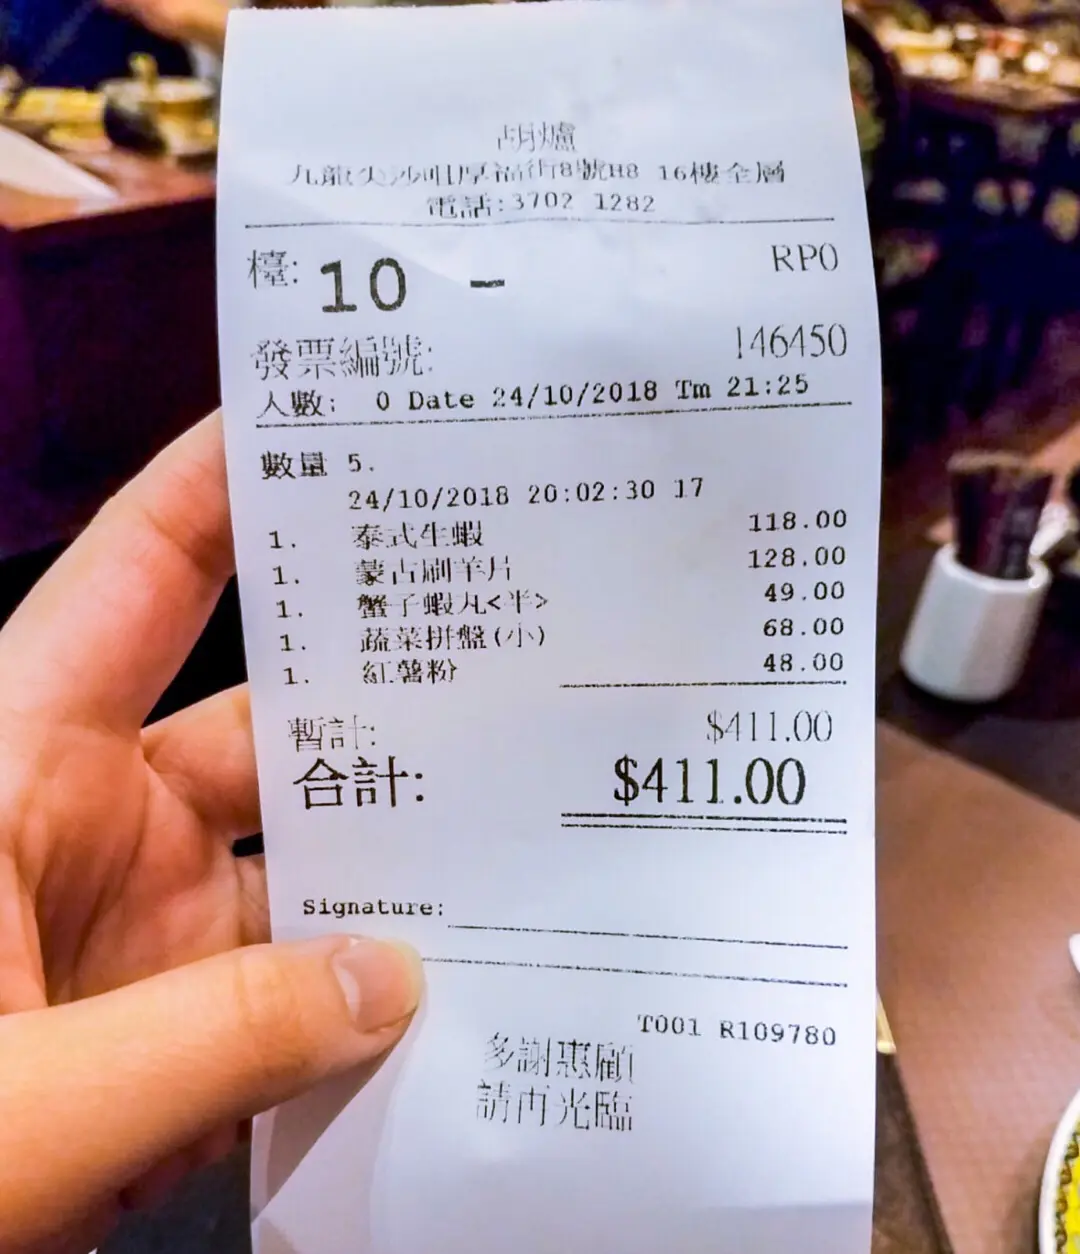 胡爐
九龍尖沙咀厚福街8號H8 16樓全層
電話:3702 1282
檯: 10 - RP0
發票編號: 146450
人數: 0 Date 24/10/2018 Tm 21:25
數量 5.
24/10/2018 20:02:30 17
1. 泰式生蝦 118.00
1. 蒙古刷羊片 128.00
1. 蟹子蝦丸<半> 49.00
1. 蔬菜拼盤(小) 68.00
1. 紅薯粉 48.00
暫計: $411.00
合計: $411.00
Signature:
T001 R109780
多謝惠顧
請再光臨